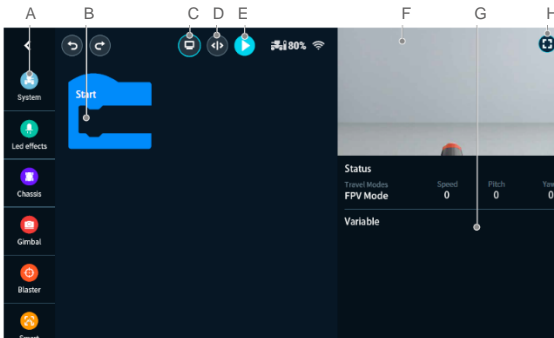 A B C D E F G H
80%
System
Start
Led effects
Chassis
Gimbal
Blaster
Status
Travel Modes Speed Pitch
FPV Mode 0 0 0
Variable